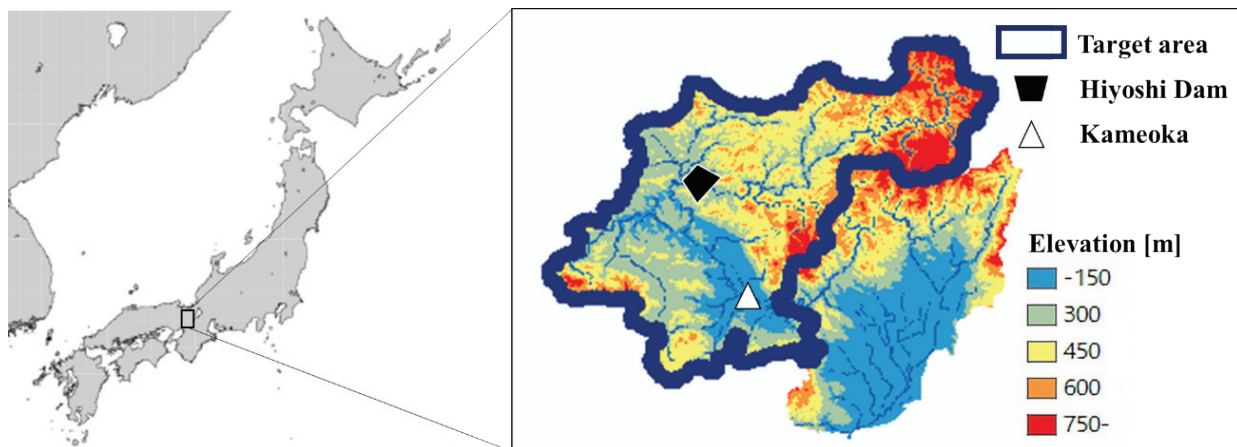 Target area
Hiyoshi Dam
Kameoka
Elevation [m]
-150
300
450
600
750-